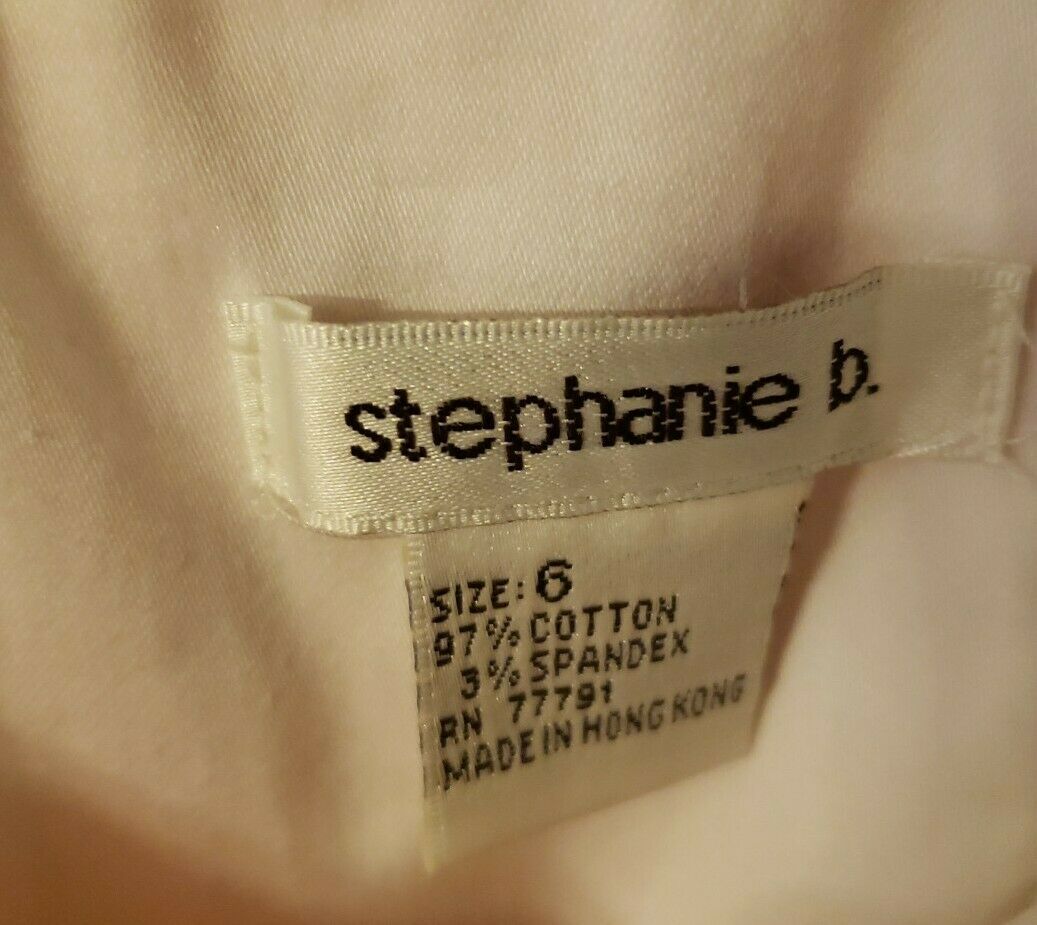 stephanie b.
SIZE: 6
97% COTTON
3% SPANDEX
RN 77791
MADE IN HONG KONG